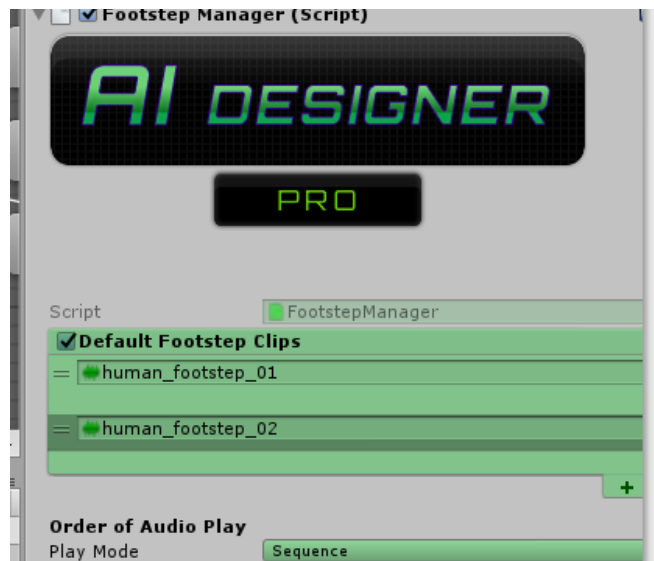 Footstep Manager (Script)
AI DESIGNER
PRO
Script FootstepManager
Default Footstep Clips
human_footstep_01
human_footstep_02
+
Order of Audio Play
Play Mode Sequence